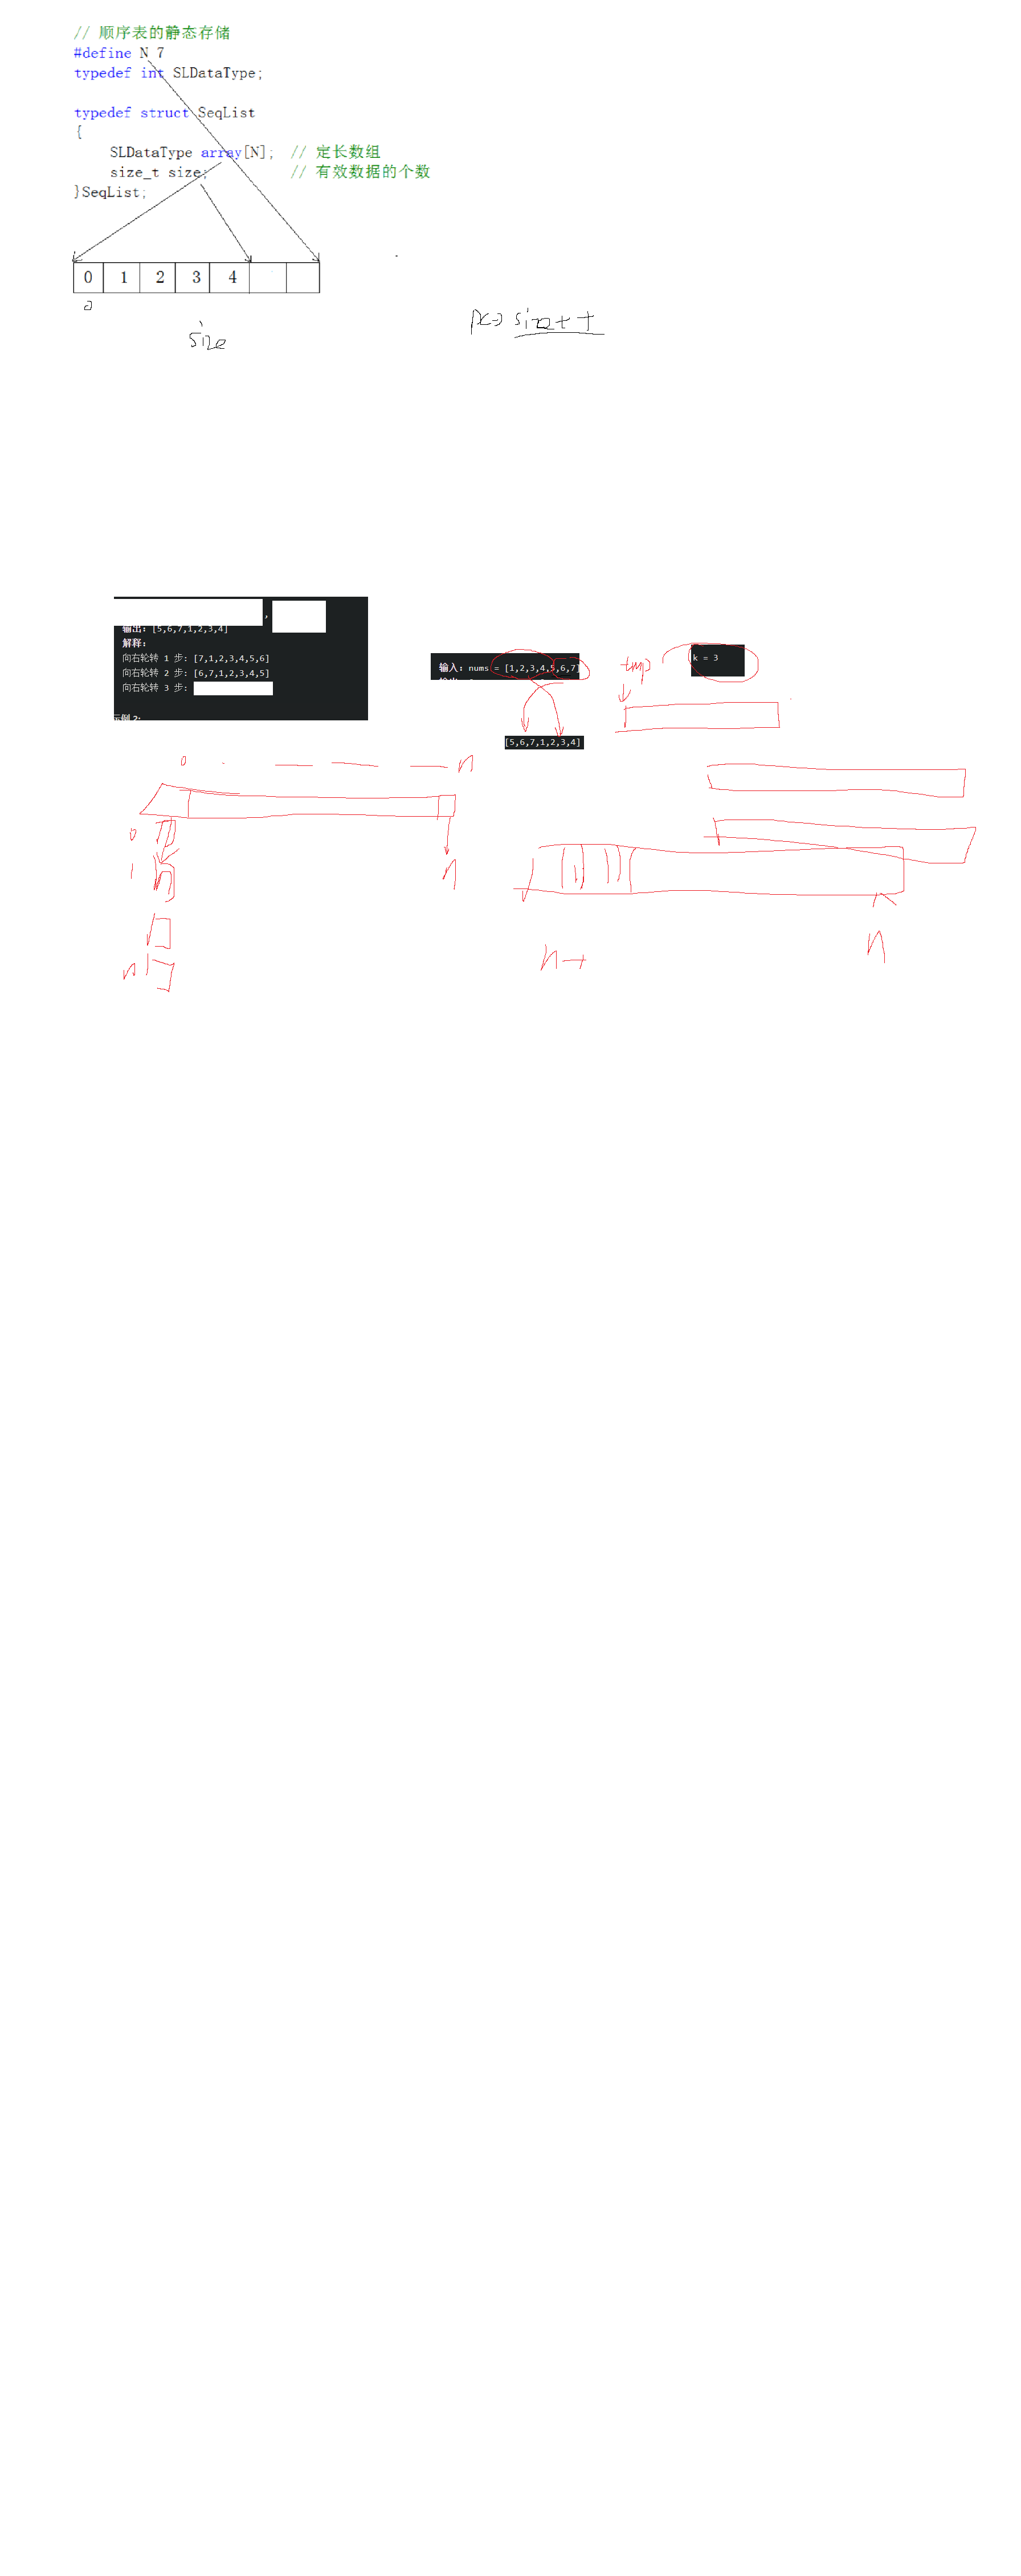 // 顺序表的静态存储
#define N 7
typedef int SLDataType;
typedef struct SeqList
{
SLDataType array[N]; // 定长数组
size_t size; // 有效数据的个数
}SeqList;
0 1 2 3 4
size
size++
,
输出: [5,6,7,1,2,3,4]
解释:
向右轮转 1 步: [7,1,2,3,4,5,6]
向右轮转 2 步: [6,7,1,2,3,4,5]
向右轮转 3 步:
示例 2:
输入: nums = [1,2,3,4,5,6,7]
k = 3
tmp
[5,6,7,1,2,3,4]
0 n
0
1
n
n
n